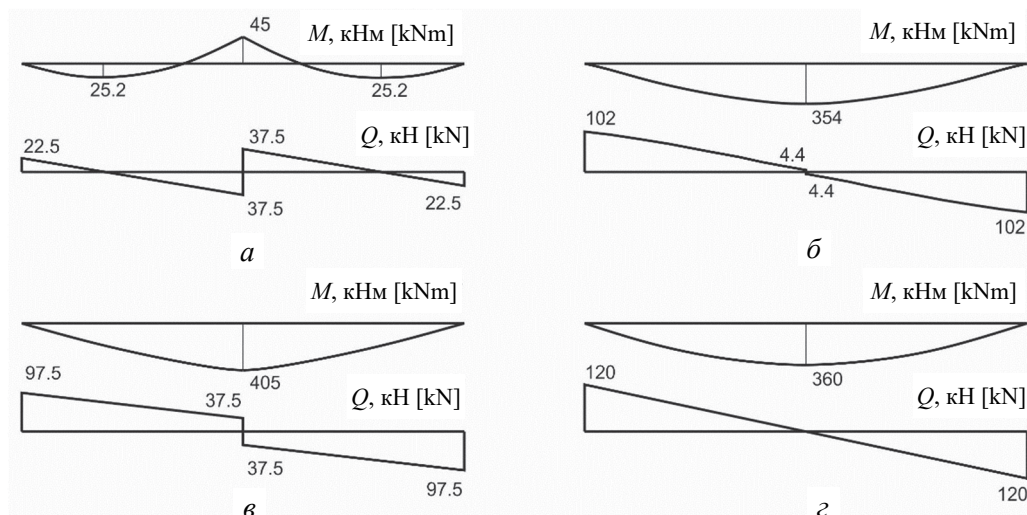 45
M, кНм [kNm]
25.2
25.2
37.5
Q, кН [kN]
22.5
37.5
22.5
а
M, кНм [kNm]
354
102
Q, кН [kN]
4.4
4.4
102
б
M, кНм [kNm]
405
97.5
37.5
Q, кН [kN]
37.5
97.5
в
M, кНм [kNm]
360
120
Q, кН [kN]
120
г